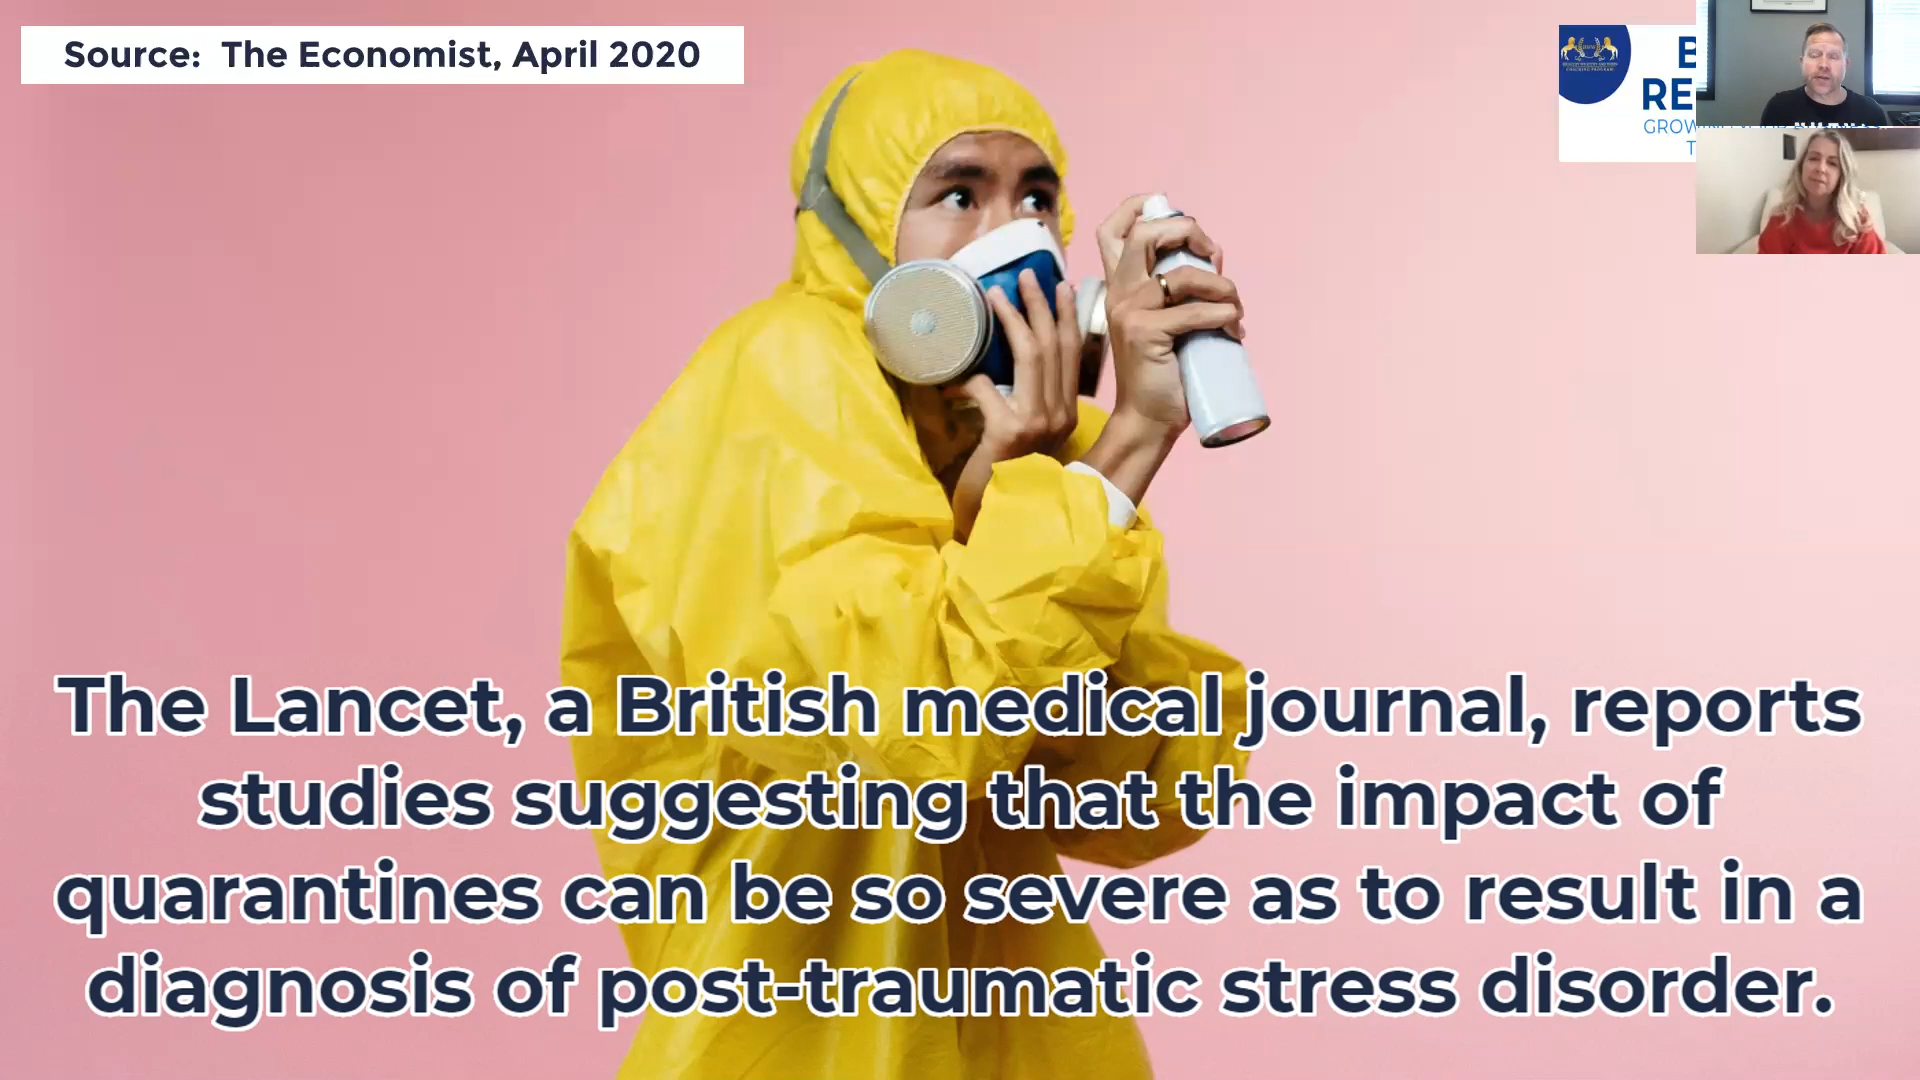 Source: The Economist, April 2020
The Lancet, a British medical journal, reports
studies suggesting that the impact of
quarantines can be so severe as to result in a
diagnosis of post-traumatic stress disorder.